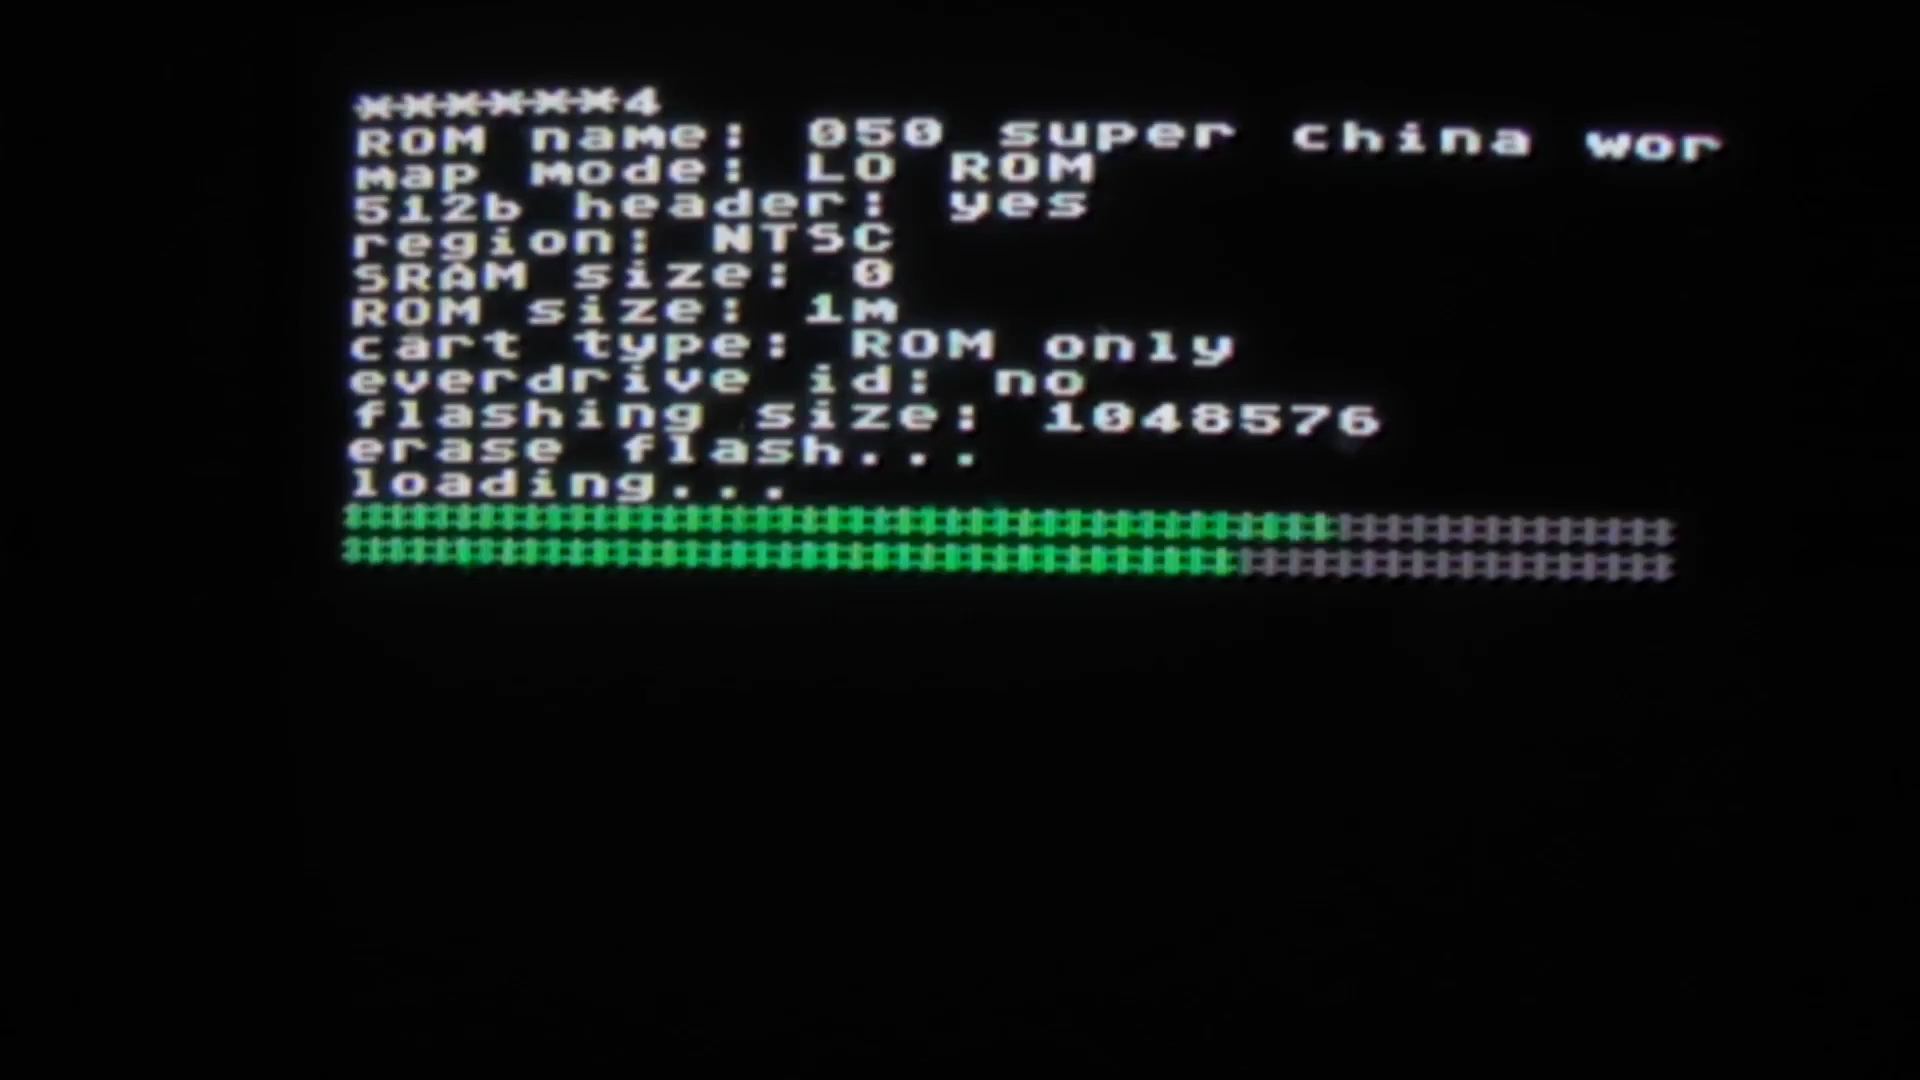 ××××××4
ROM name: 050 super china wor
map mode: LO ROM
512b header: yes
region: NTSC
SRAM size: 0
ROM size: 1m
cart type: ROM only
everdrive id: no
flashing size: 1048576
erase flash...
loading...